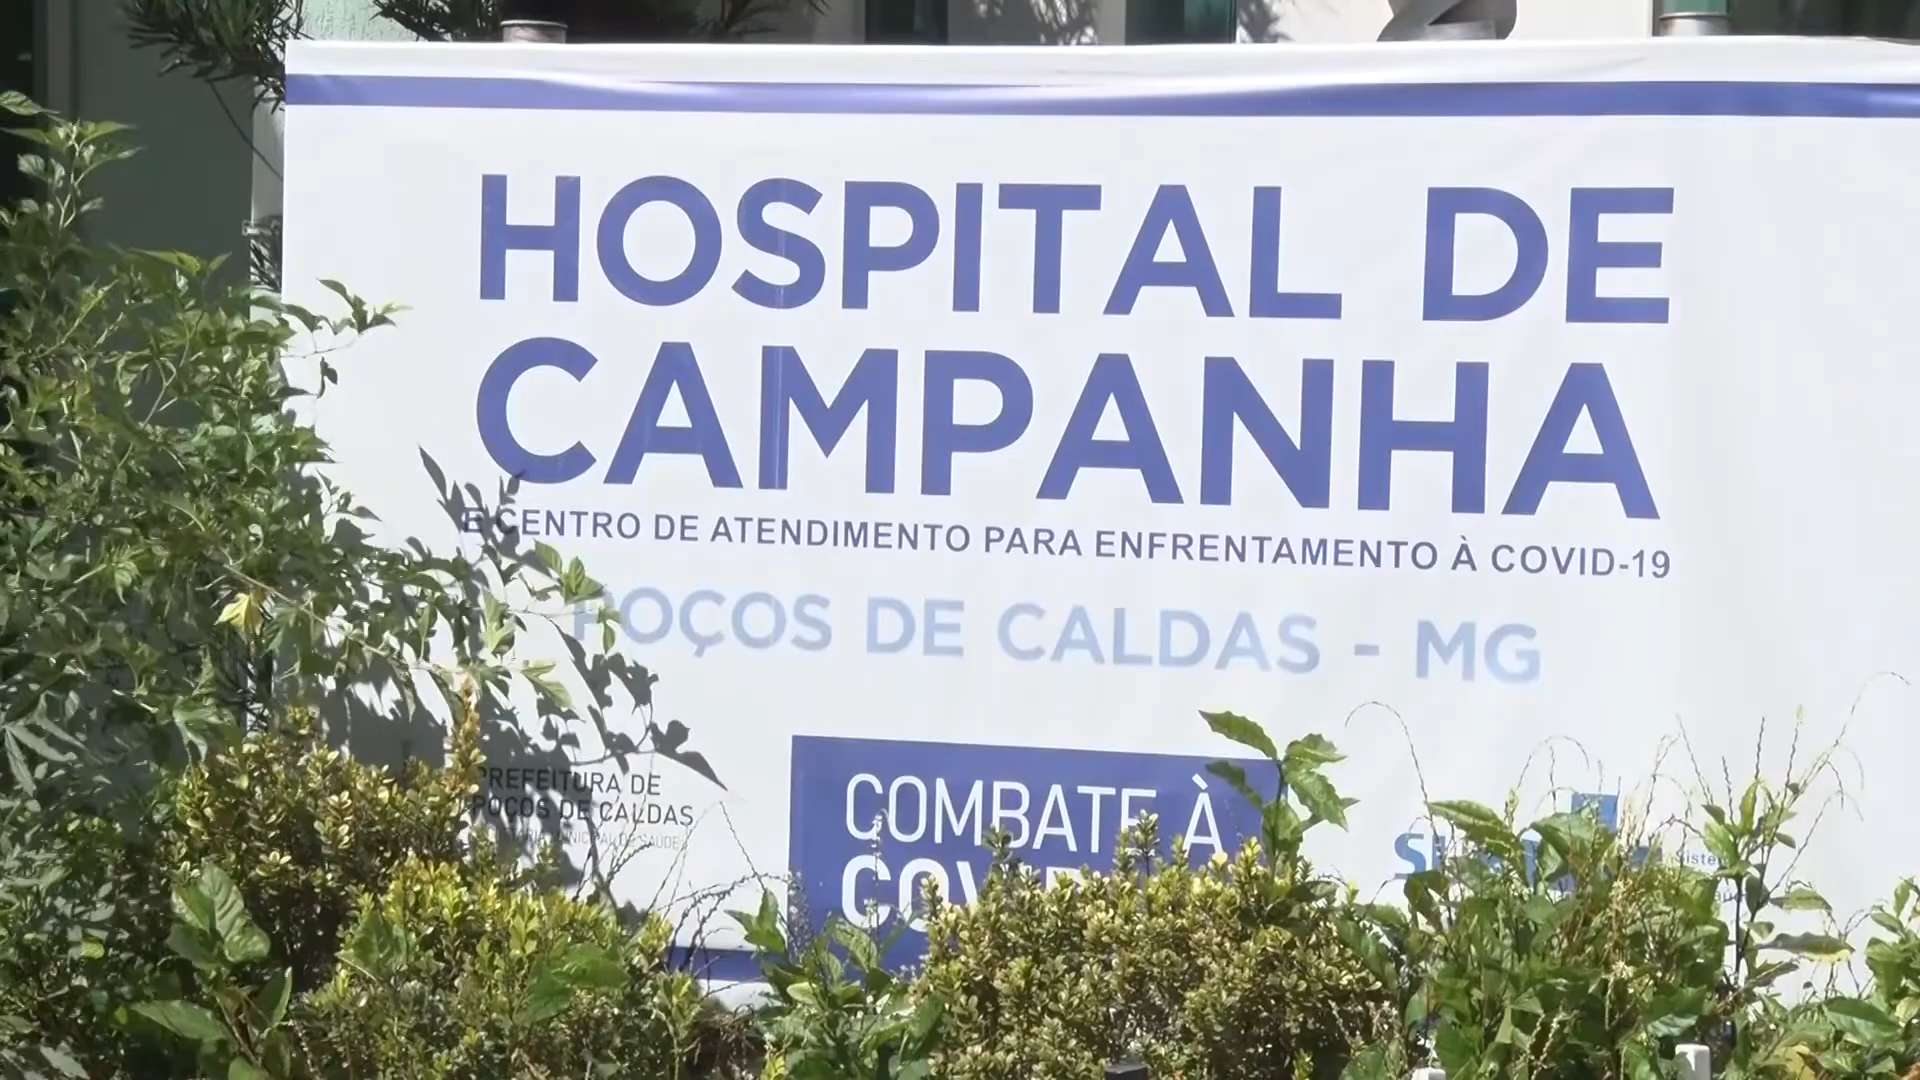 HOSPITAL DE
CAMPANHA
E CENTRO DE ATENDIMENTO PARA ENFRENTAMENTO À COVID-19
POÇOS DE CALDAS - MG
PREFEITURA DE
POÇOS DE CALDAS
COMBATE À